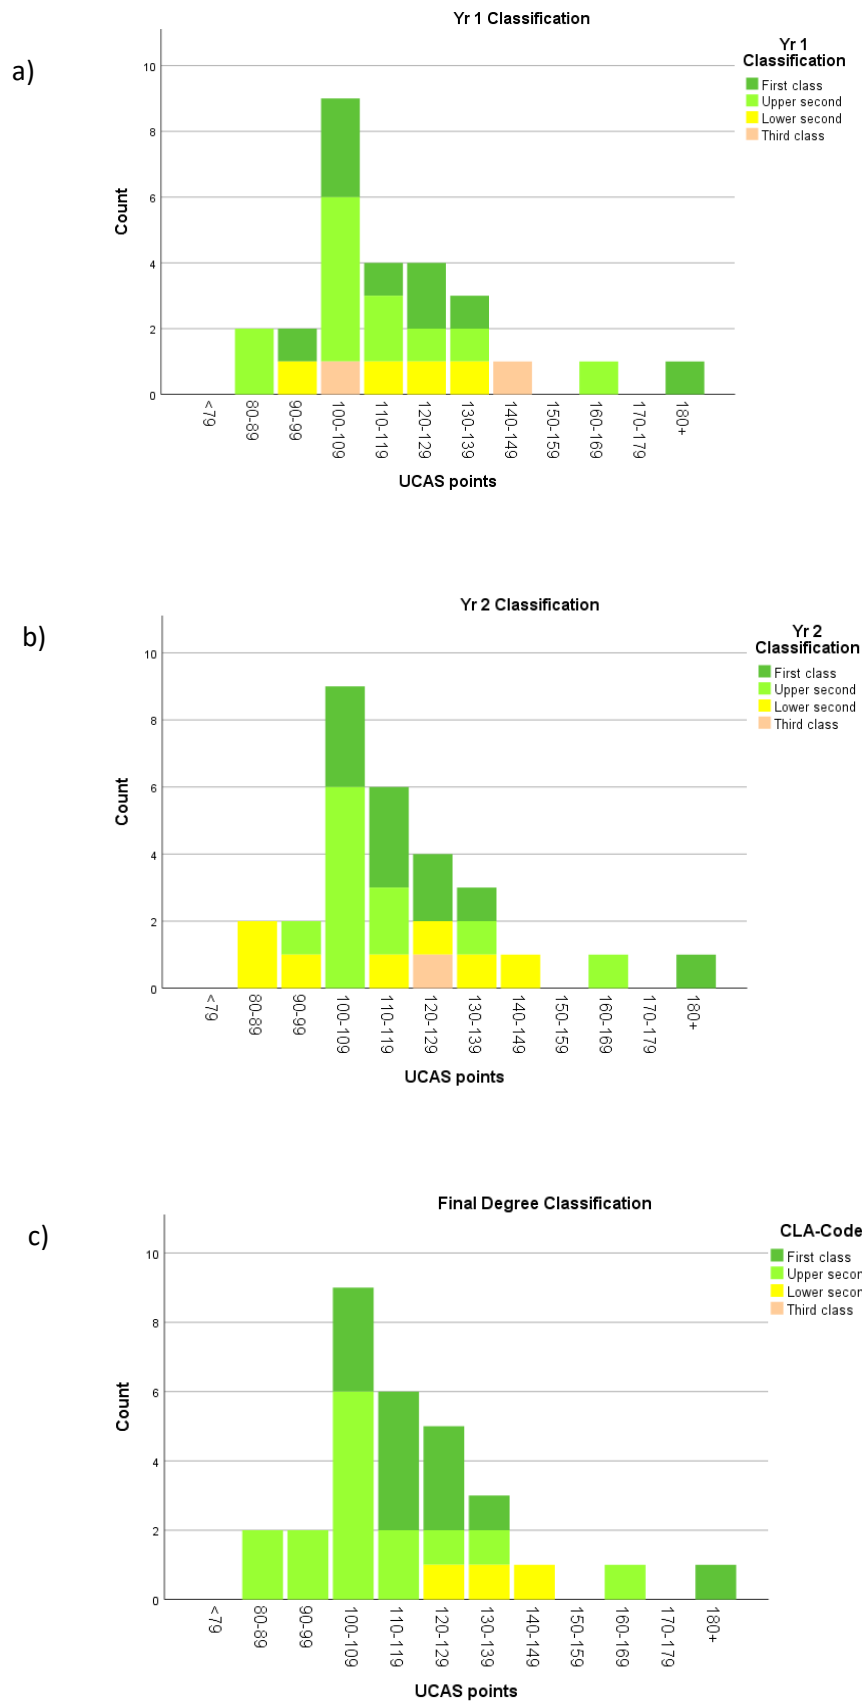 Yr 1 Classification
a)
Yr 1
Classification
First class
Upper second
Lower second
Third class
10
8
6
4
2
0
Count
<79
80-89
90-99
100-109
110-119
120-129
130-139
140-149
150-159
160-169
170-179
180+
UCAS points
Yr 2 Classification
b)
Yr 2
Classification
First class
Upper second
Lower second
Third class
10
8
6
4
2
0
Count
<79
80-89
90-99
100-109
110-119
120-129
130-139
140-149
150-159
160-169
170-179
180+
UCAS points
Final Degree Classification
c)
CLA-Code
First class
Upper secor
Lower secor
Third class
10
8
6
4
2
0
Count
<79
80-89
90-99
100-109
110-119
120-129
130-139
140-149
150-159
160-169
170-179
180+
UCAS points